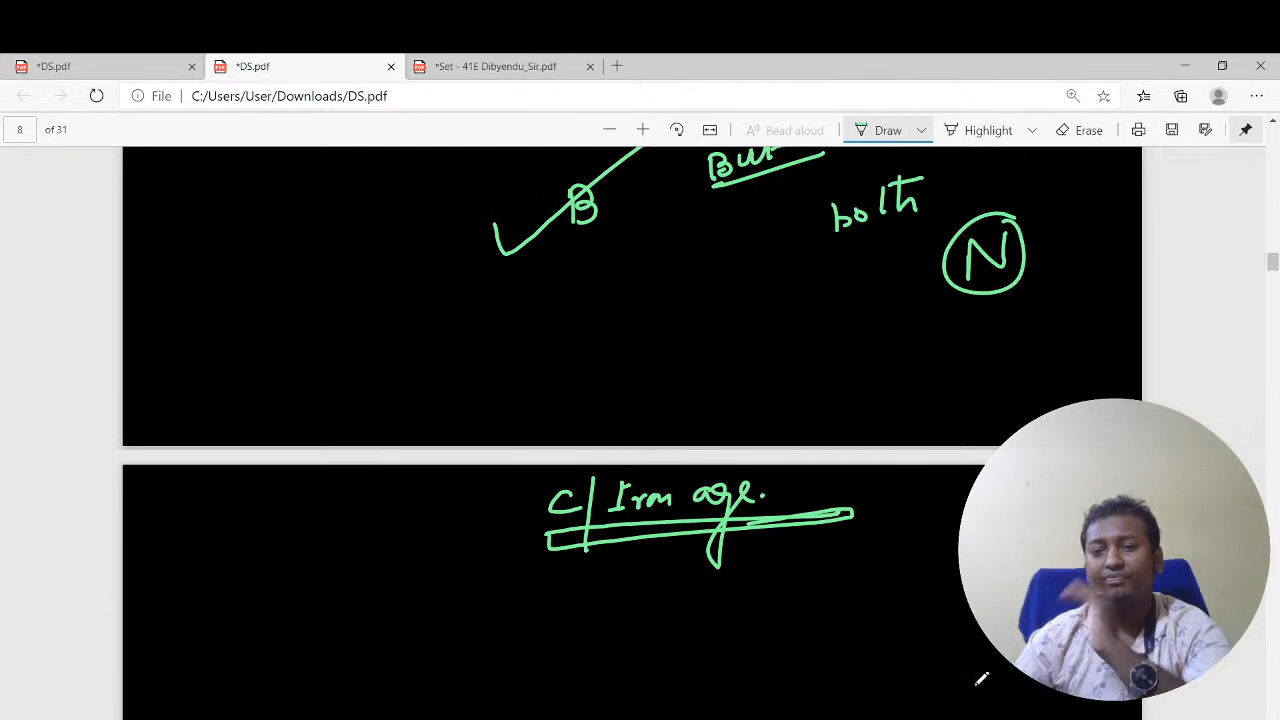 *DS.pdf
*DS.pdf
*Set - 41E Dibyendu_Sir.pdf
File
C:/Users/User/Downloads/DS.pdf
8 of 31
Read aloud
Draw
Highlight
Erase
B
both
N
C/ Iron age.